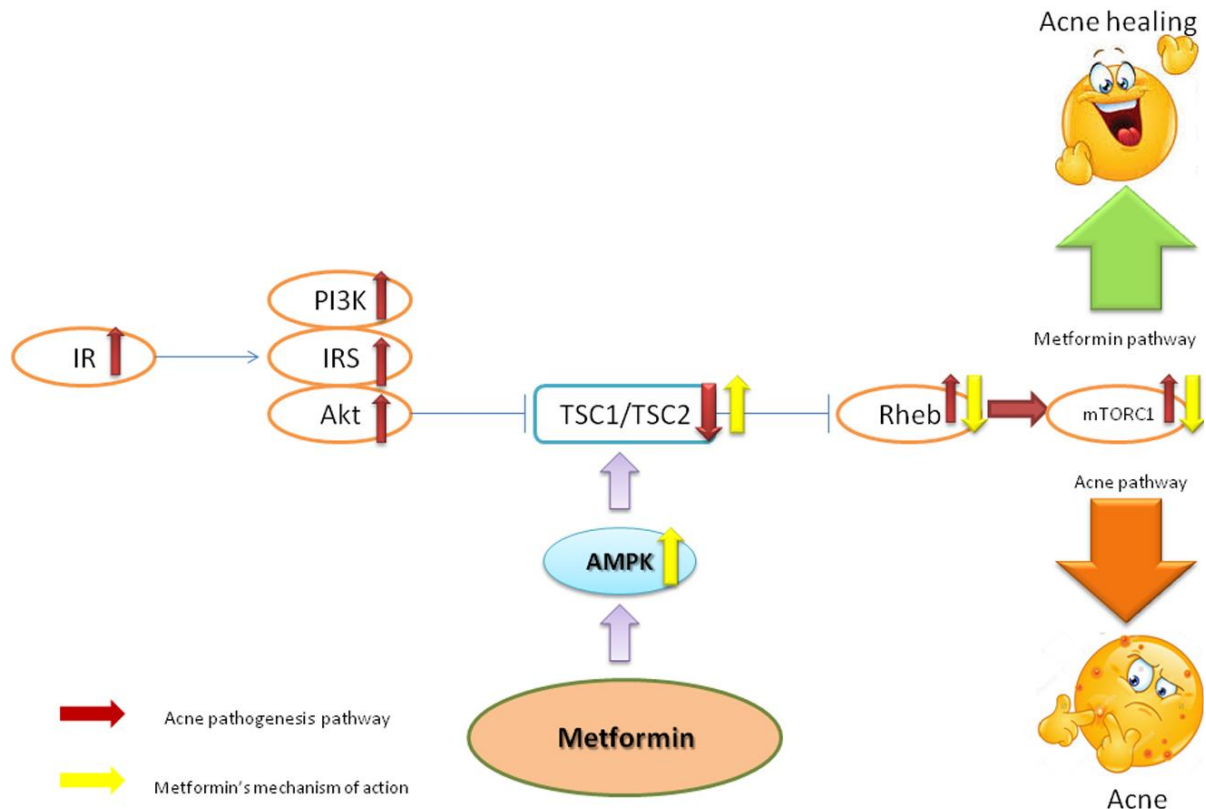 Acne healing
PI3K
Metformin pathway
IR
IRS
Akt
TSC1/TSC2
Rheb
mTORC1
Acne pathway
AMPK
Metformin
Acne pathogenesis pathway
Metformin's mechanism of action
Acne